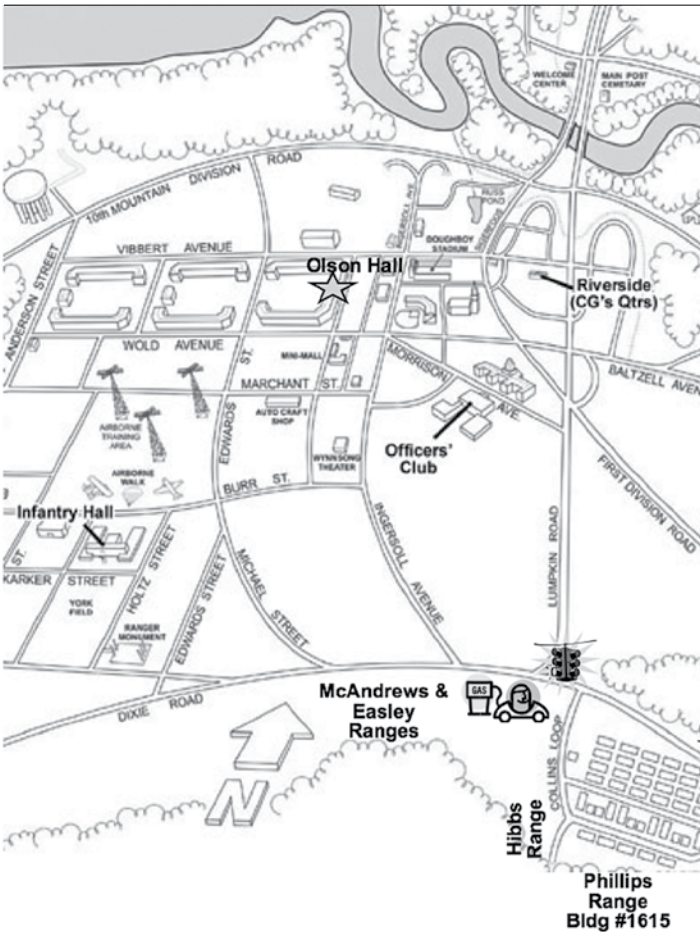 WELCOME
CENTER
MAIN POST
CEMETARY
10th MOUNTAIN DIVISION ROAD
RUSS
POND
INGERSOLL AVE
DOUGHBOY
STADIUM
VIBBERT AVENUE
Olson Hall
Riverside
(CG's Qtrs)
ANDERSON STREET
WOLD AVENUE
ST.
MINI-MALL
MORRISON AVE.
BALTZELL AVEN
MARCHANT ST.
AUTO CRAFT
SHOP
EDWARDS
AIRBORNE
TRAINING
AREA
Officers'
Club
WYNNSONG
THEATER
AIRBORNE
WALK
BURR ST.
FIRST DIVISION ROAD
Infantry Hall
ST.
INGERSOLL AVENUE
LUMPKIN ROAD
KARKER STREET
HOLTZ STREET
EDWARDS STREET
MICHAEL STREET
YORK
FIELD
RANGER
MONUMENT
DIXIE ROAD
McAndrews &
Easley
Ranges
GAS
COLLINS LOOP
N
Hibbs
Range
Phillips
Range
Bldg #1615